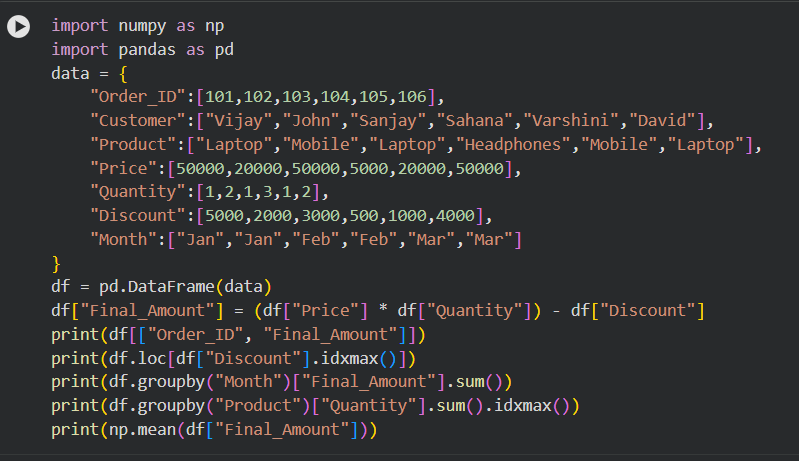 import numpy as np
import pandas as pd
data = {
    "Order_ID":[101,102,103,104,105,106],
    "Customer":["Vijay","John","Sanjay","Sahana","Varshini","David"],
    "Product":["Laptop","Mobile","Laptop","Headphones","Mobile","Laptop"],
    "Price":[50000,20000,50000,5000,20000,50000],
    "Quantity":[1,2,1,3,1,2],
    "Discount":[5000,2000,3000,500,1000,4000],
    "Month":["Jan","Jan","Feb","Feb","Mar","Mar"]
}
df = pd.DataFrame(data)
df["Final_Amount"] = (df["Price"] * df["Quantity"]) - df["Discount"]
print(df[["Order_ID", "Final_Amount"]])
print(df.loc[df["Discount"].idxmax()])
print(df.groupby("Month")["Final_Amount"].sum())
print(df.groupby("Product")["Quantity"].sum().idxmax())
print(np.mean(df["Final_Amount"]))